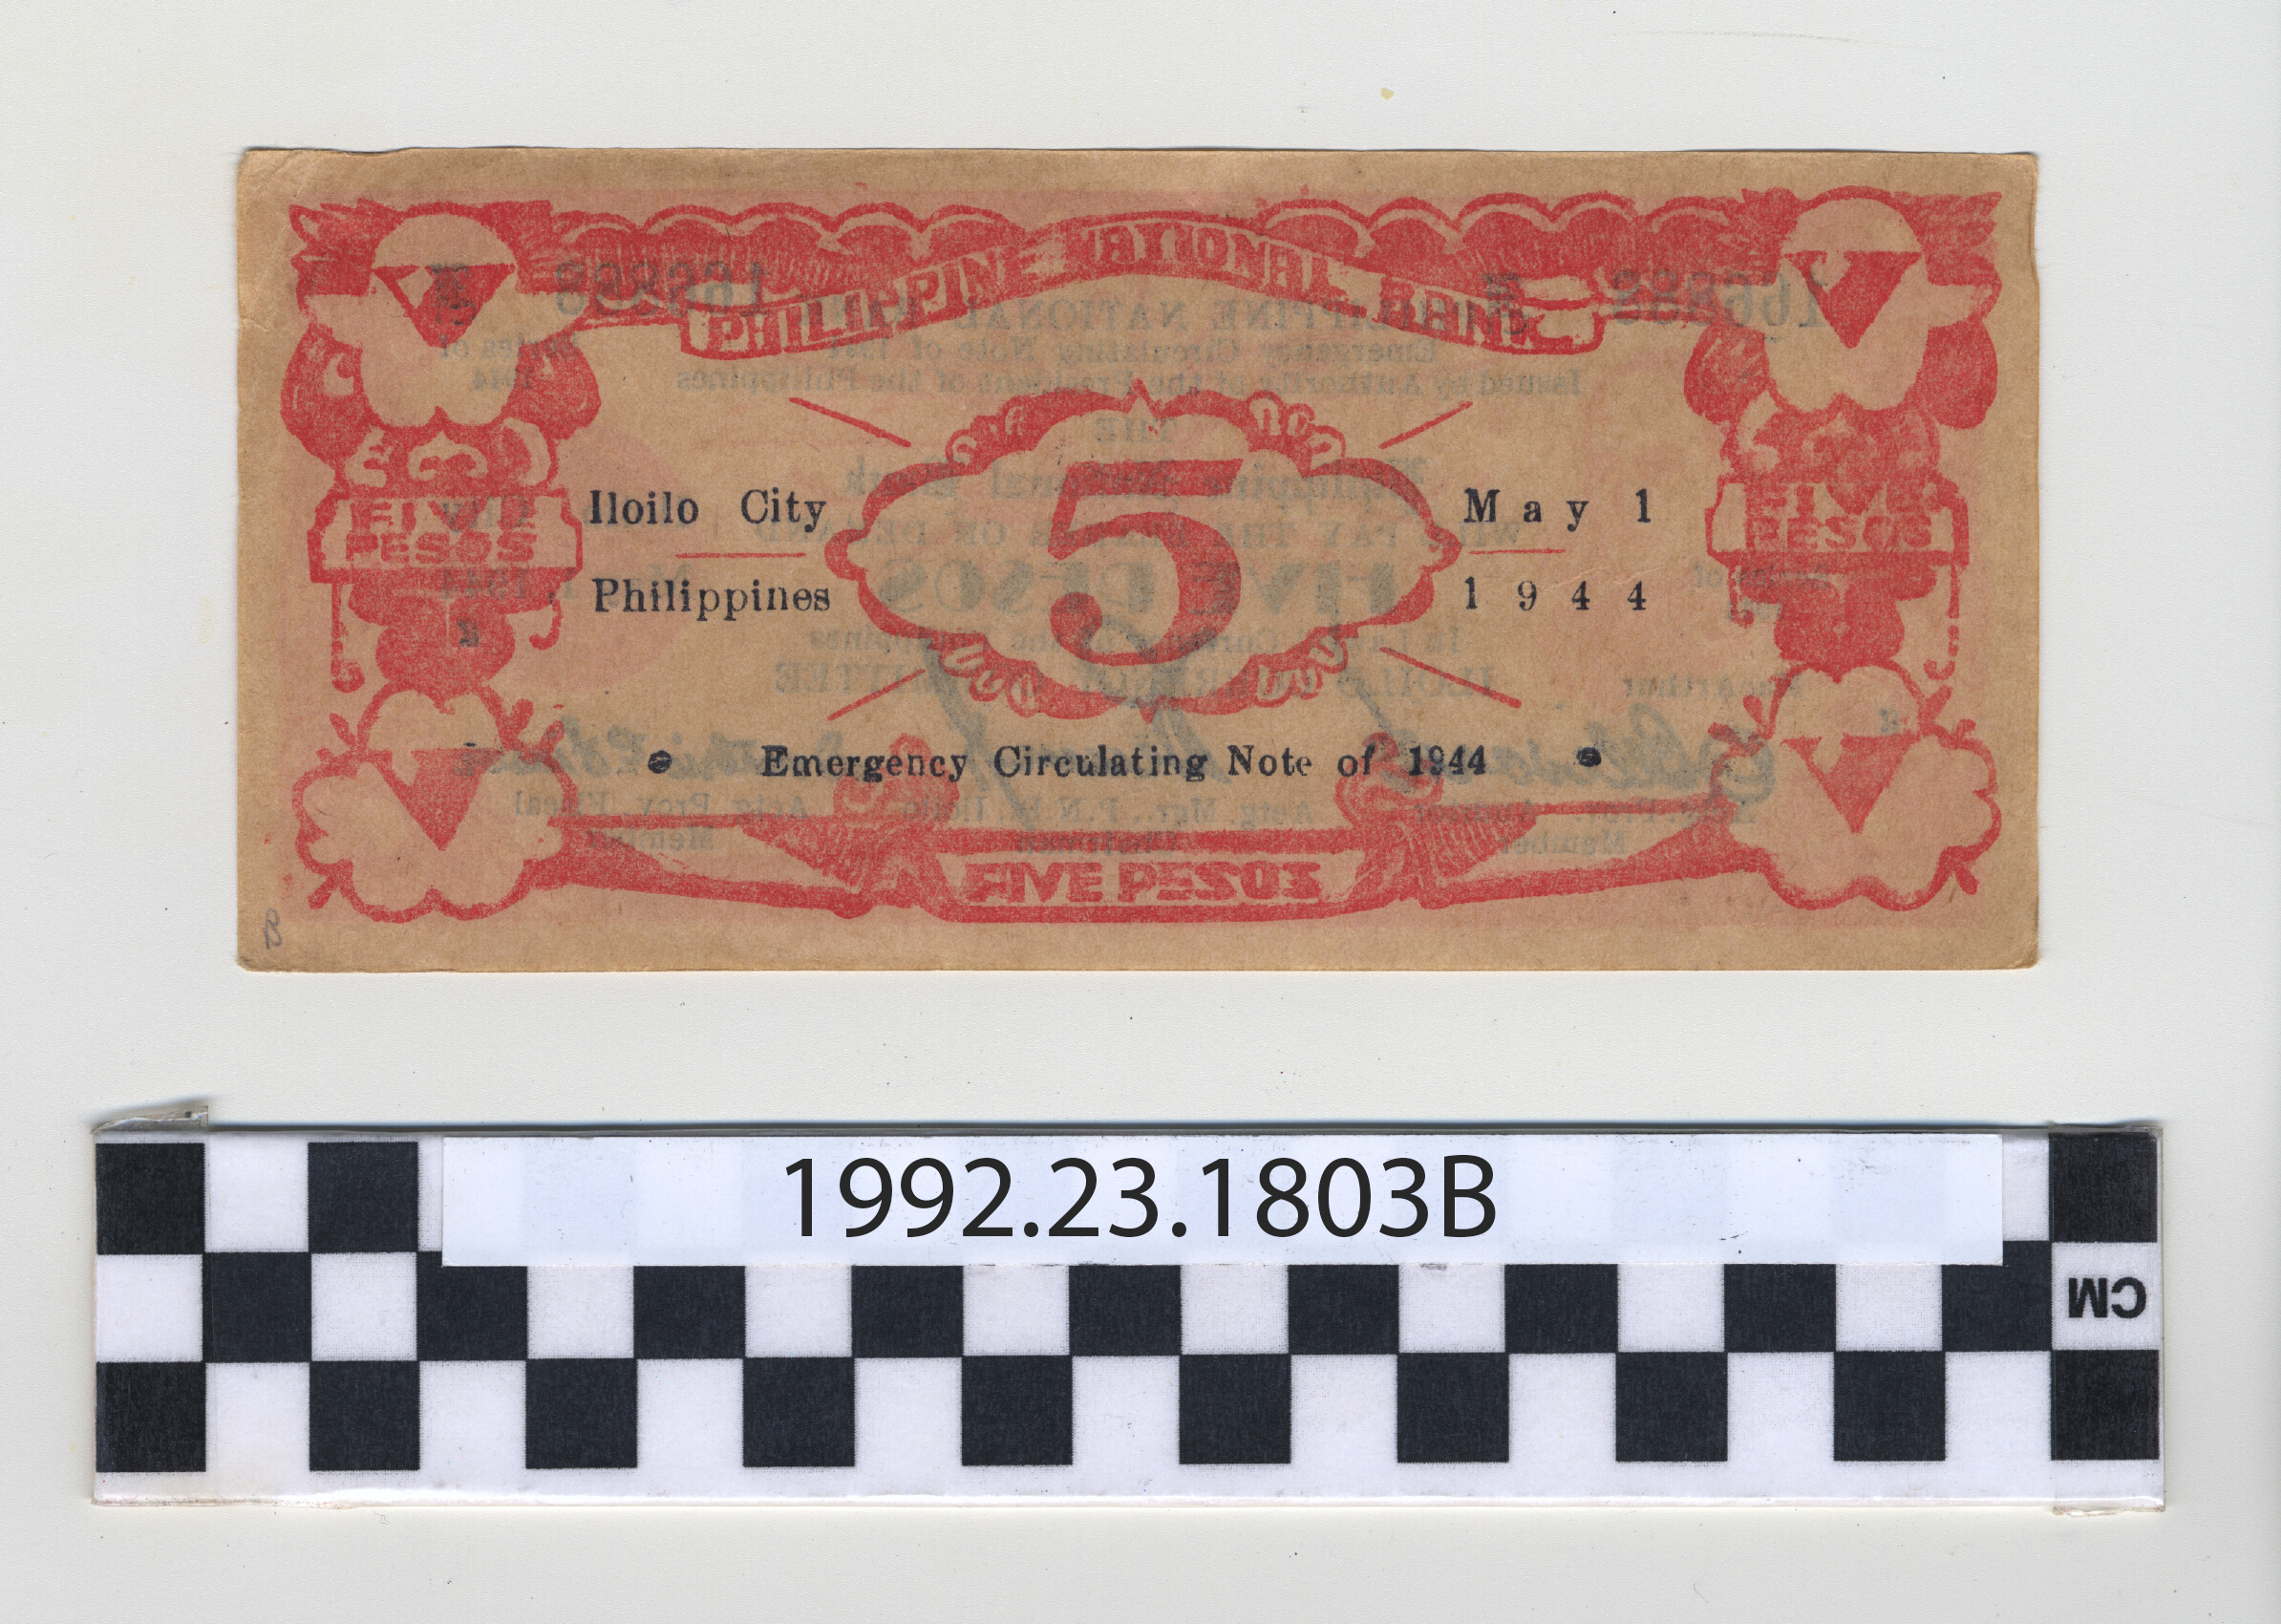 PHILIPPINE NATIONAL BANK
V
V
5
FIVE
PESOS
Iloilo City
Philippines
May 1
1944
FIVE
PESOS
Emergency Circulating Note of 1944
V
V
FIVE PESOS
1992.23.1803B
CM